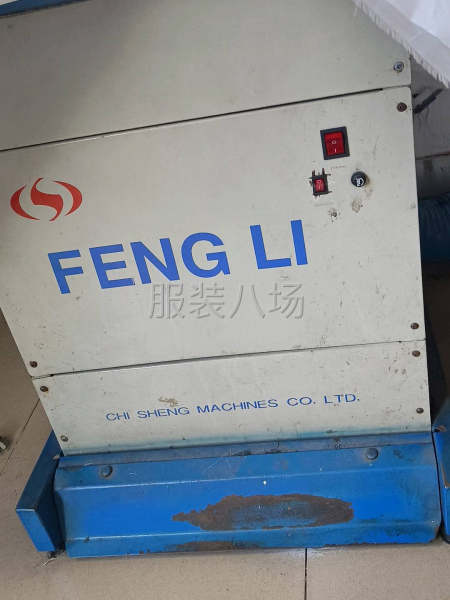 FENG LI
服装八场
CHI SHENG MACHINES CO. LTD.